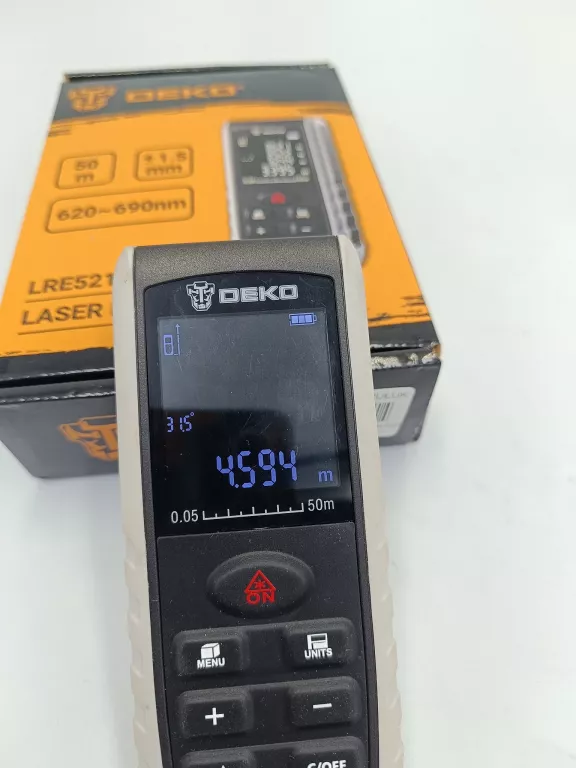 DEKO
50 m
±1.5 mm
620~690nm
LRE521
LASER
DEKO
31.5°
4.594 m
0.05 50m
ON
MENU
UNITS
+
-
C/OFF